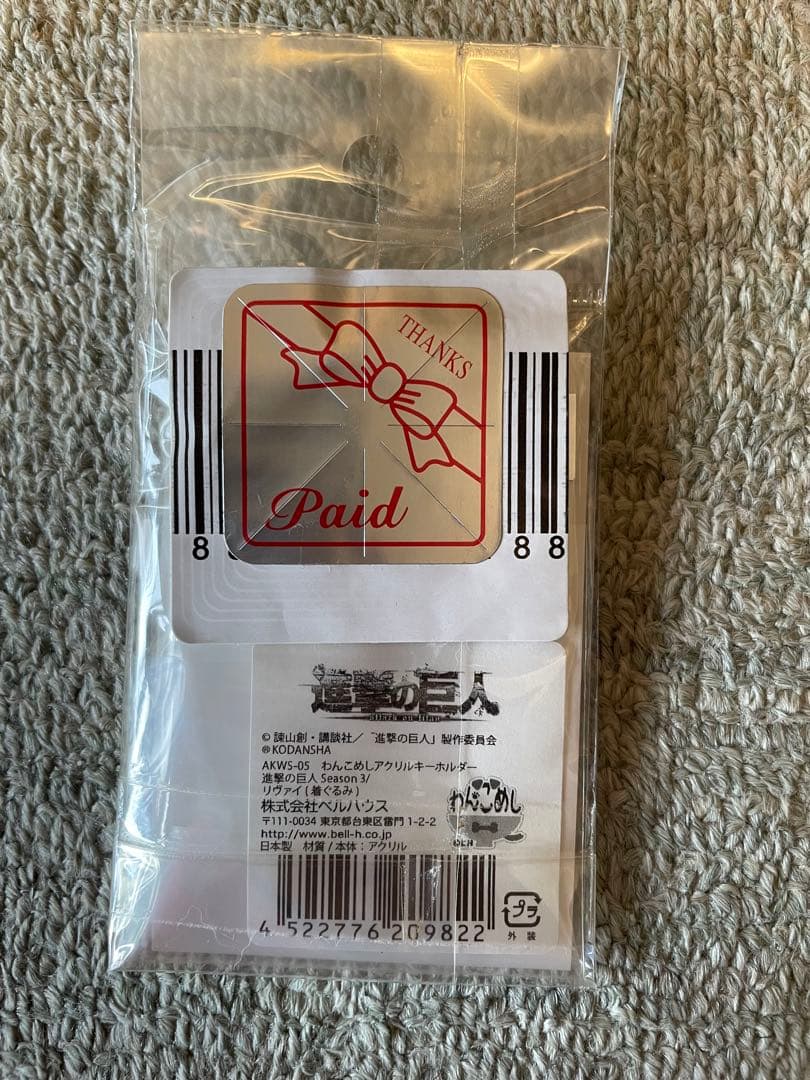 THANKS
Paid
8
88
進撃の巨人
attack on titan
© 諫山創・講談社／「進撃の巨人」製作委員会
℗KODANSHA
AKWS-05　わんこめしアクリルキーホルダー
進撃の巨人 Season 3/
リヴァイ ( 着ぐるみ )
株式会社ベルハウス
〒111-0034 東京都台東区雷門 1-2-2
http://www.bell-h.co.jp
日本製　材質 / 本体：アクリル
わんこめし
©B.H
4 522776 209822
プラ
外装